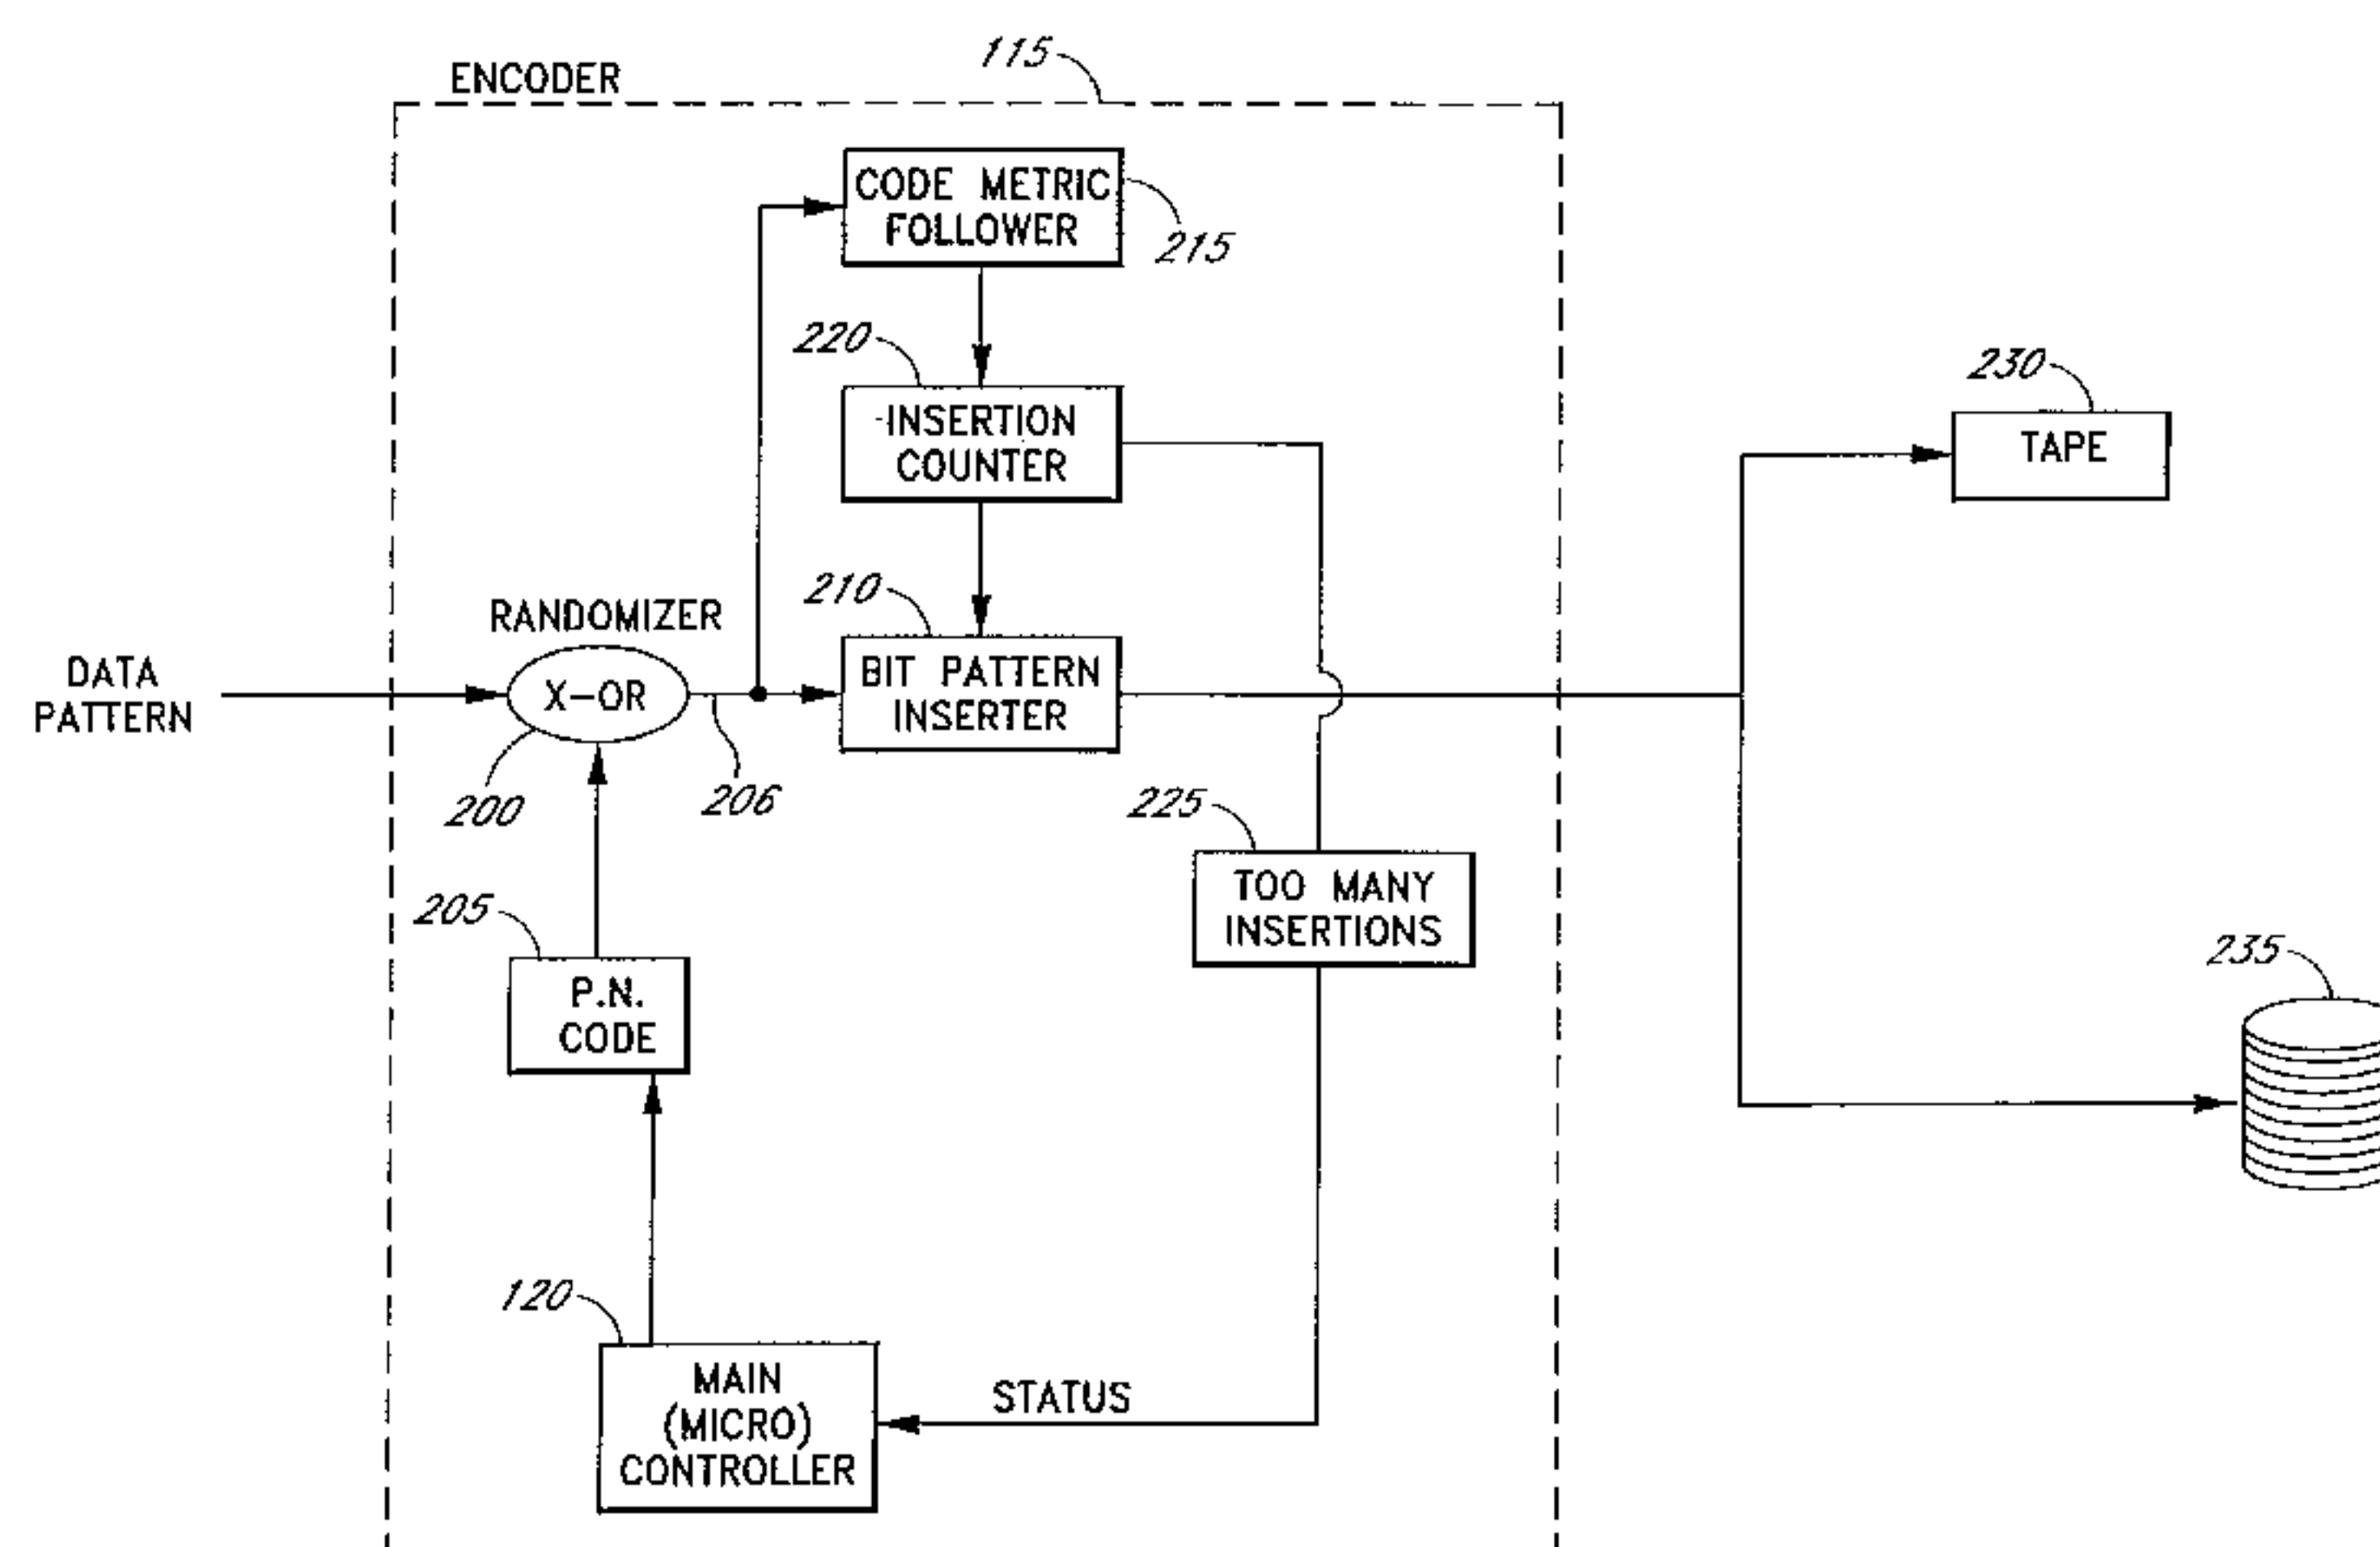 115
ENCODER
CODE METRIC
FOLLOWER
215
220
INSERTION
COUNTER
230
TAPE
210
RANDOMIZER
DATA
PATTERN
X-OR
BIT PATTERN
INSERTER
200
206
225
TOO MANY
INSERTIONS
205
P.N.
CODE
235
120
MAIN
(MICRO)
CONTROLLER
STATUS